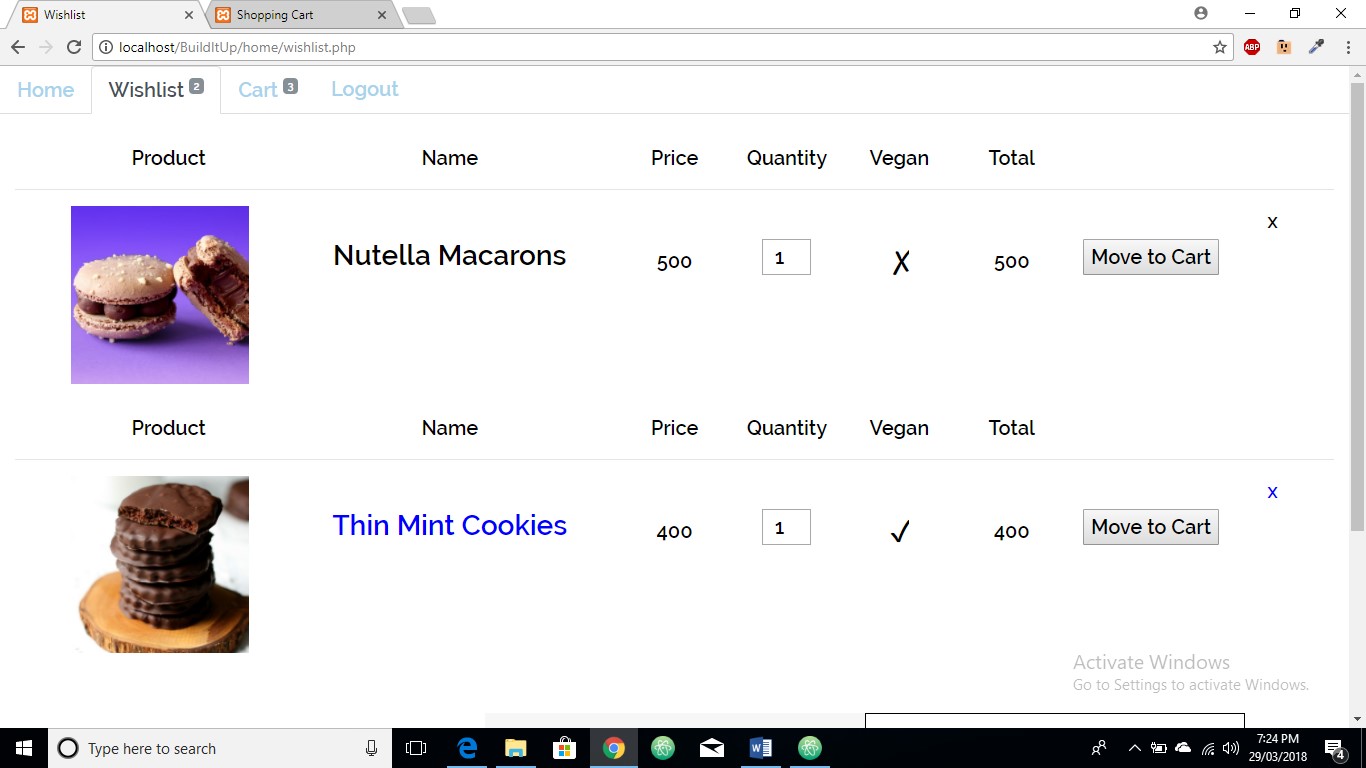 Wishlist
Shopping Cart
localhost/BuildItUp/home/wishlist.php
ABP
Home Wishlist 2 Cart 3 Logout
Product Name Price Quantity Vegan Total
x
Nutella Macarons 500 1 ✗ 500 Move to Cart
Product Name Price Quantity Vegan Total
x
Thin Mint Cookies 400 1 ✓ 400 Move to Cart
Activate Windows
Go to Settings to activate Windows.
Type here to search
7:24 PM
29/03/2018
4